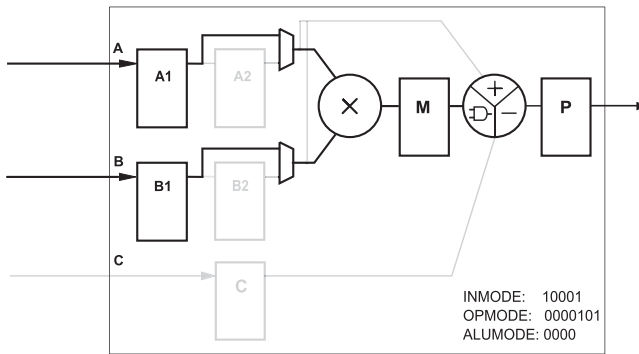 A
A1
A2
B
B1
B2
C
C
×
M
+
−
P
INMODE: 10001
OPMODE: 0000101
ALUMODE: 0000